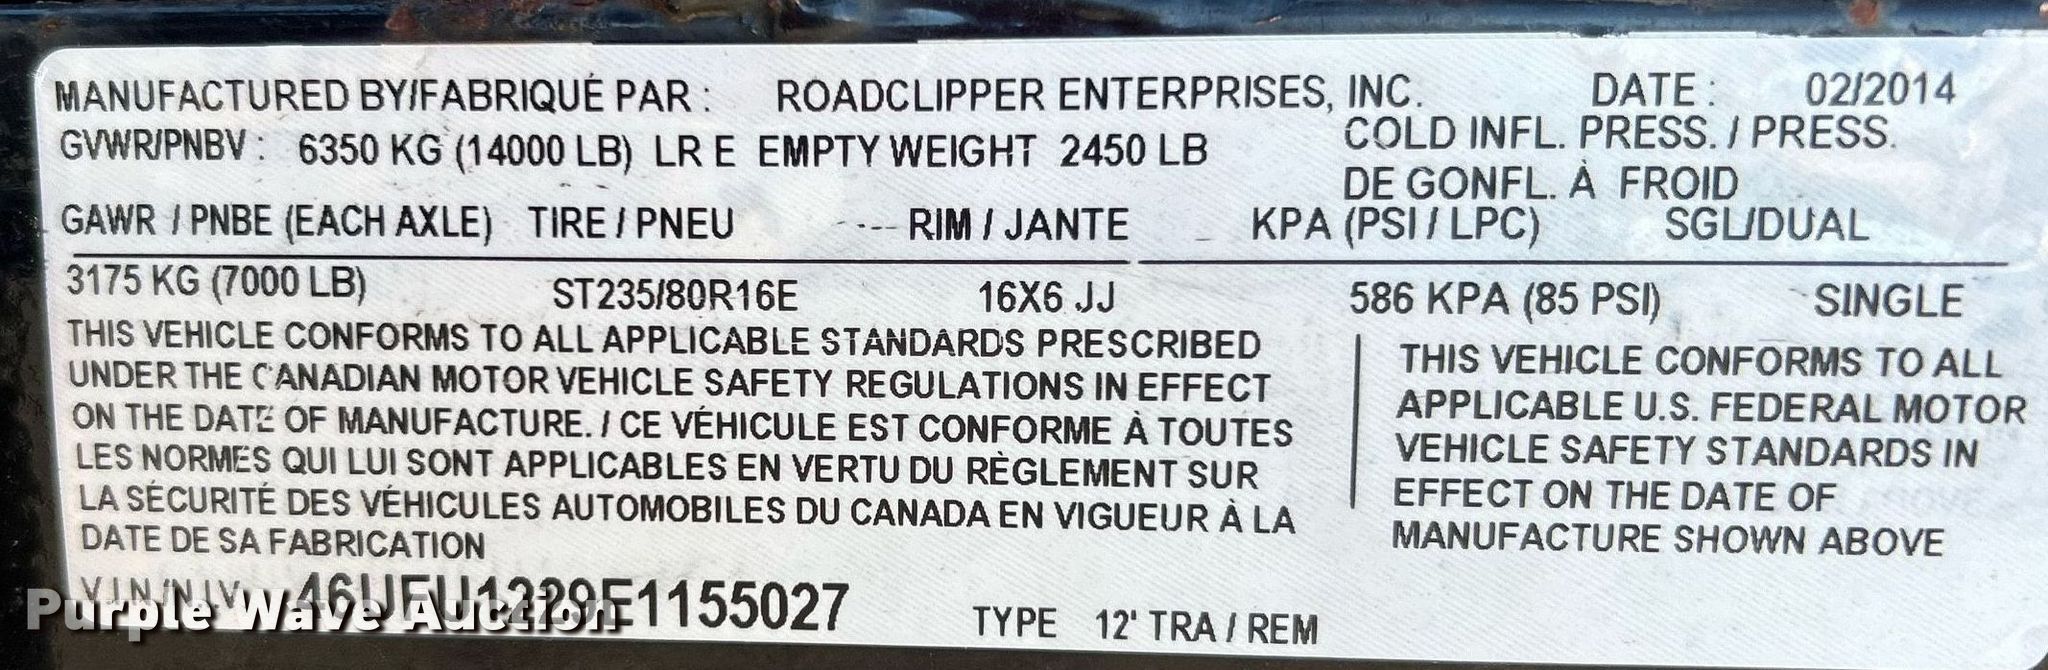 MANUFACTURED BY/FABRIQUÉ PAR : ROADCLIPPER ENTERPRISES, INC. DATE : 02/2014
GVWR/PNBV : 6350 KG (14000 LB) LR E EMPTY WEIGHT 2450 LB
COLD INFL. PRESS. / PRESS.
DE GONFL. À FROID
GAWR / PNBE (EACH AXLE) TIRE / PNEU RIM / JANTE KPA (PSI / LPC) SGL/DUAL
3175 KG (7000 LB) ST235/80R16E 16X6 JJ 586 KPA (85 PSI) SINGLE
THIS VEHICLE CONFORMS TO ALL APPLICABLE STANDARDS PRESCRIBED
UNDER THE CANADIAN MOTOR VEHICLE SAFETY REGULATIONS IN EFFECT
ON THE DATE OF MANUFACTURE. / CE VÉHICULE EST CONFORME À TOUTES
LES NORMES QUI LUI SONT APPLICABLES EN VERTU DU RÈGLEMENT SUR
LA SÉCURITÉ DES VÉHICULES AUTOMOBILES DU CANADA EN VIGUEUR À LA
DATE DE SA FABRICATION
THIS VEHICLE CONFORMS TO ALL
APPLICABLE U.S. FEDERAL MOTOR
VEHICLE SAFETY STANDARDS IN
EFFECT ON THE DATE OF
MANUFACTURE SHOWN ABOVE
V.I.N./N.I.V. TYPE 12' TRA / REM
Purple Wave Auction